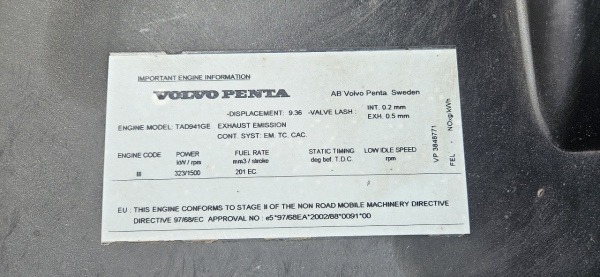 IMPORTANT ENGINE INFORMATION
VOLVO PENTA AB Volvo Penta. Sweden
-DISPLACEMENT: 9.36 -VALVE LASH : INT. 0.2 mm
EXH. 0.5 mm
ENGINE MODEL: TAD941GE EXHAUST EMISSION
CONT. SYST: EM. TC. CAC.
ENGINE CODE POWER FUEL RATE STATIC TIMING LOW IDLE SPEED
kW / rpm mm3 / stroke deg bef. T.D.C. rpm
III 323/1500 201 EC.
EU : THIS ENGINE CONFORMS TO STAGE II OF THE NON ROAD MOBILE MACHINERY DIRECTIVE
DIRECTIVE 97/68/EC APPROVAL NO : e5*97/68EA*2002/88*0091*00
VP 3848771
FEL - NOxg/kWh